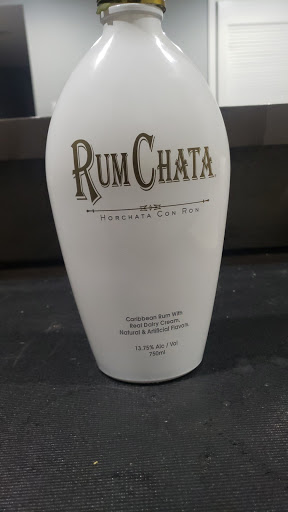 RumChata
Horchata Con Ron
Caribbean Rum With
Real Dairy Cream,
Natural & Artificial Flavors
13.75% Alc / Vol
750ml